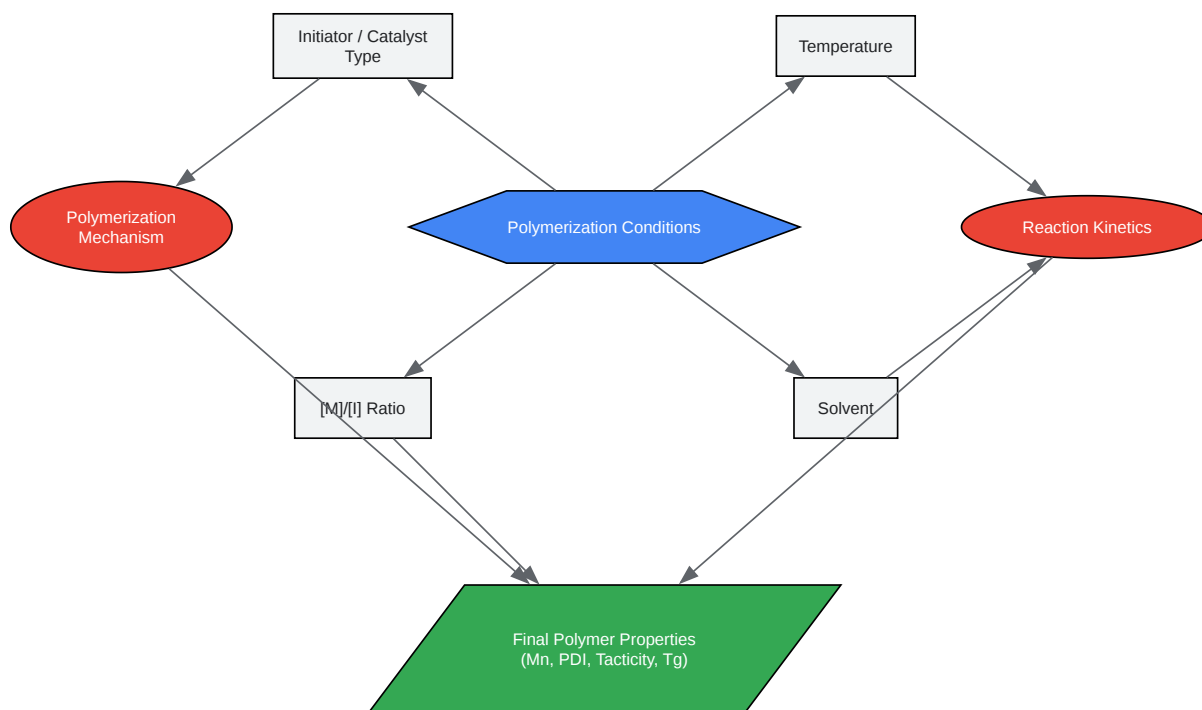 Initiator / Catalyst
Type
Temperature
Polymerization
Mechanism
Polymerization Conditions
Reaction Kinetics
[M]/[I] Ratio
Solvent
Final Polymer Properties
(Mn, PDI, Tacticity, Tg)